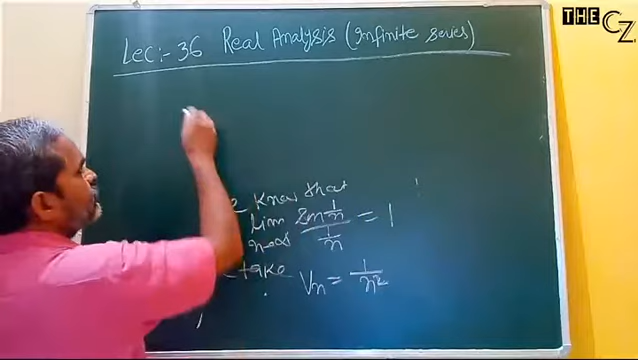 THE CZ
Lec:- 36 Real Analysis (Infinite series)
e know that
Lim Sin 1/n / 1/n = 1
n→∞
take Vn = 1/n²